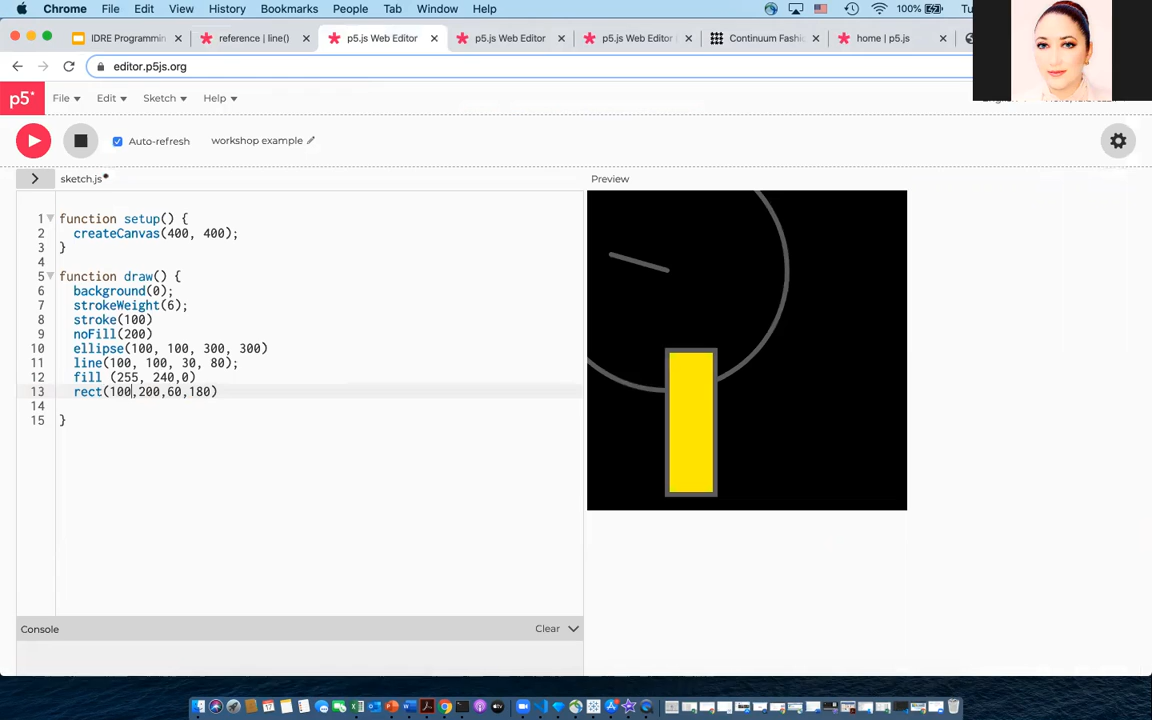 Chrome File Edit View History Bookmarks People Tab Window Help 100% Tu
IDRE Programmin × reference | line() × p5.js Web Editor × p5.js Web Editor × p5.js Web Editor | × Continuum Fashi × home | p5.js ×
editor.p5js.org
p5* File Edit Sketch Help
Auto-refresh workshop example
> sketch.js Preview
1 function setup() {
2 createCanvas(400, 400);
3 }
4
5 function draw() {
6 background(0);
7 strokeWeight(6);
8 stroke(100)
9 noFill(200)
10 ellipse(100, 100, 300, 300)
11 line(100, 100, 30, 80);
12 fill (255, 240,0)
13 rect(100,200,60,180)
14
15 }
Console Clear